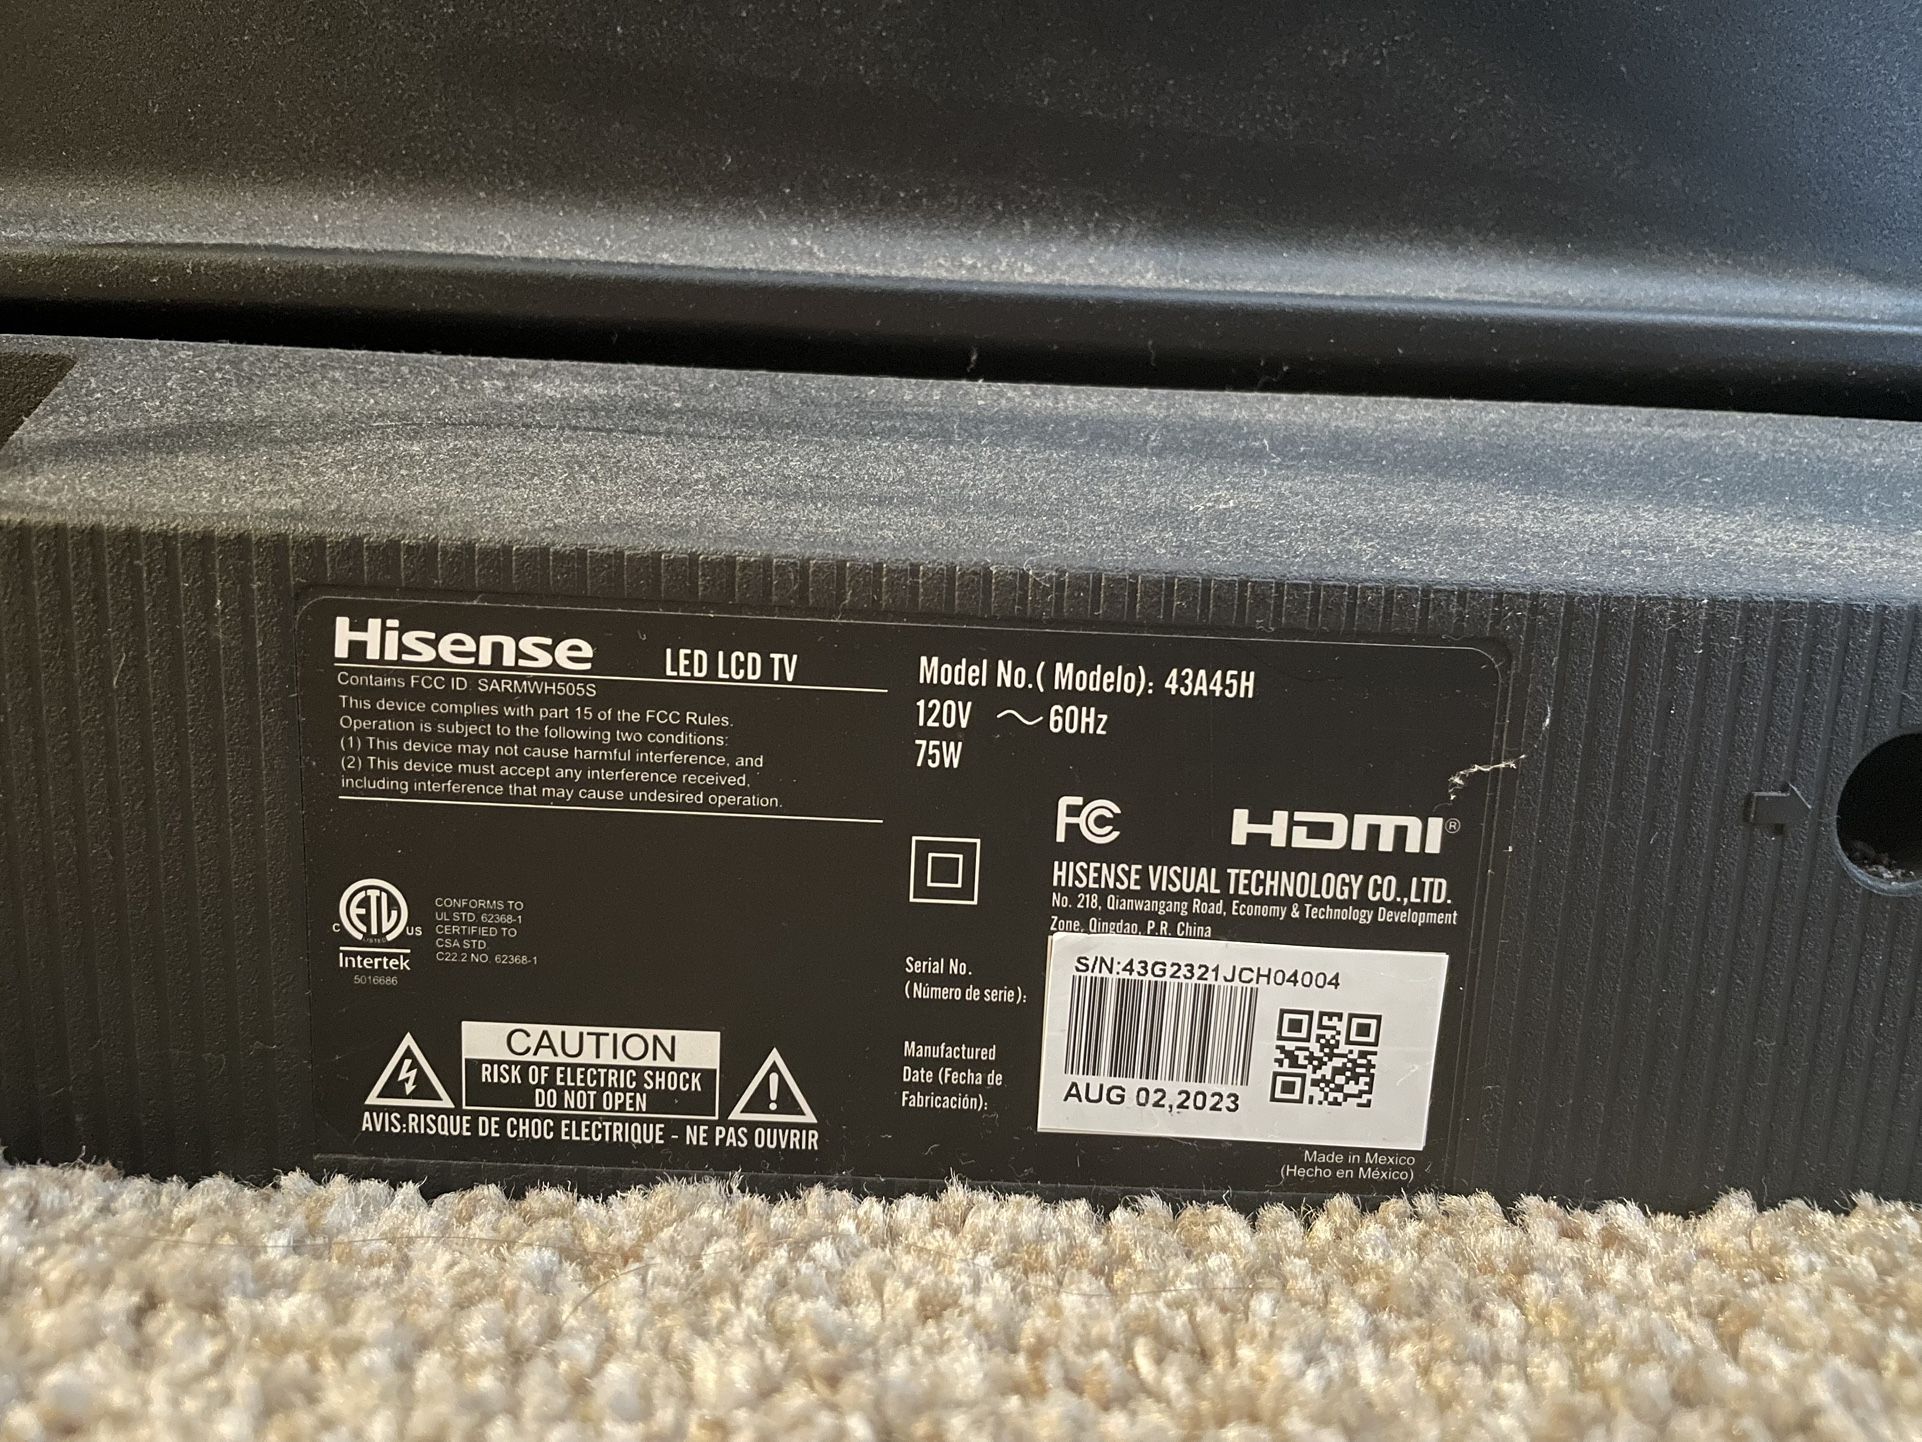 Hisense
LED LCD TV
Contains FCC ID: SARMWH505S
This device complies with part 15 of the FCC Rules.
Operation is subject to the following two conditions:
(1) This device may not cause harmful interference, and
(2) This device must accept any interference received,
including interference that may cause undesired operation.
Model No.( Modelo): 43A45H
120V ～ 60Hz
75W
FC
HDMI®
HISENSE VISUAL TECHNOLOGY CO.,LTD.
No. 218, Qianwangang Road, Economy & Technology Development
Zone, Qingdao, P.R. China
ETL
LISTED
C US
Intertek
5016686
CONFORMS TO
UL STD. 62368-1
CERTIFIED TO
CSA STD.
C22.2 NO. 62368-1
CAUTION
RISK OF ELECTRIC SHOCK
DO NOT OPEN
AVIS:RISQUE DE CHOC ELECTRIQUE - NE PAS OUVRIR
Serial No.
(Número de serie):
S/N:43G2321JCH04004
Manufactured
Date (Fecha de
Fabricación):
AUG 02,2023
Made in Mexico
(Hecho en México)